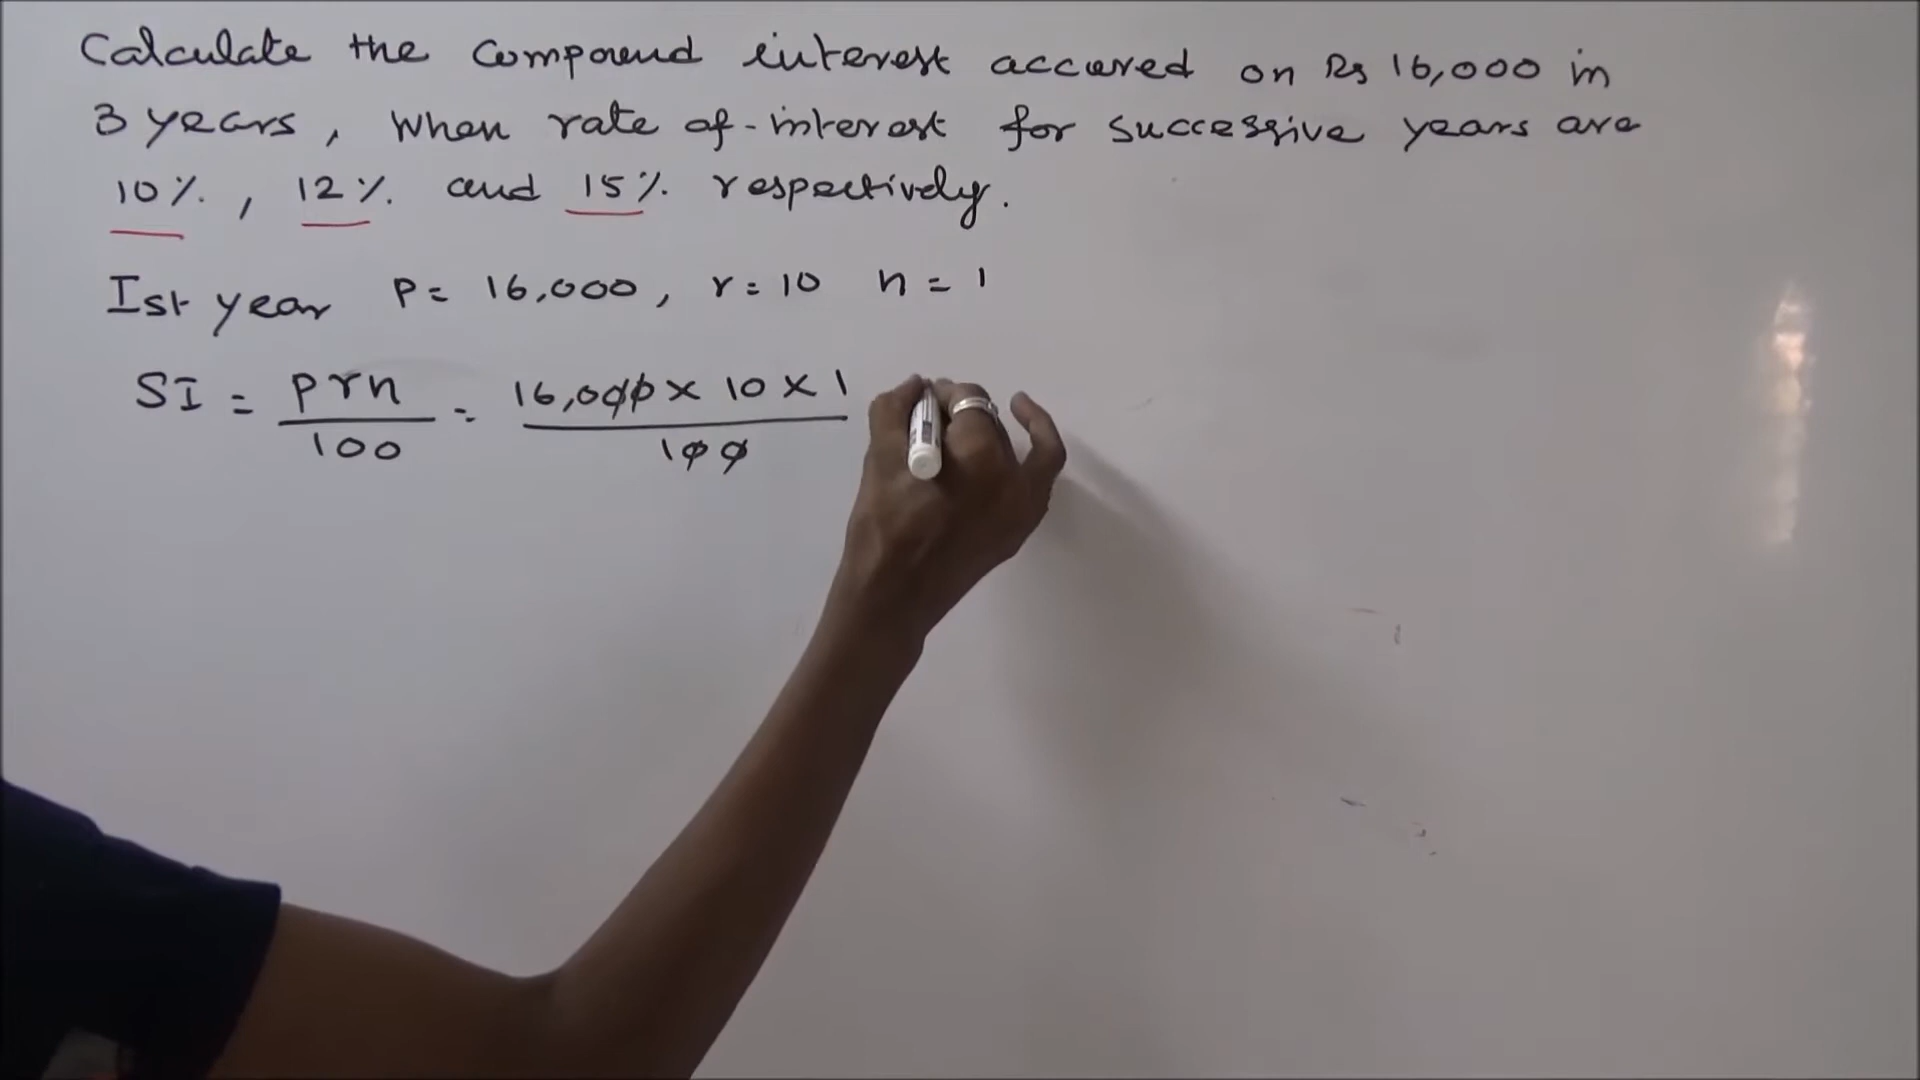 Calculate the compound interest accured on Rs 16,000 in
3 years, when rate of interest for successive years are
10%, 12% and 15% respectively.
Ist year P = 16,000, r = 10 n = 1
SI = prn/100 = 16,000 x 10 x 1/100